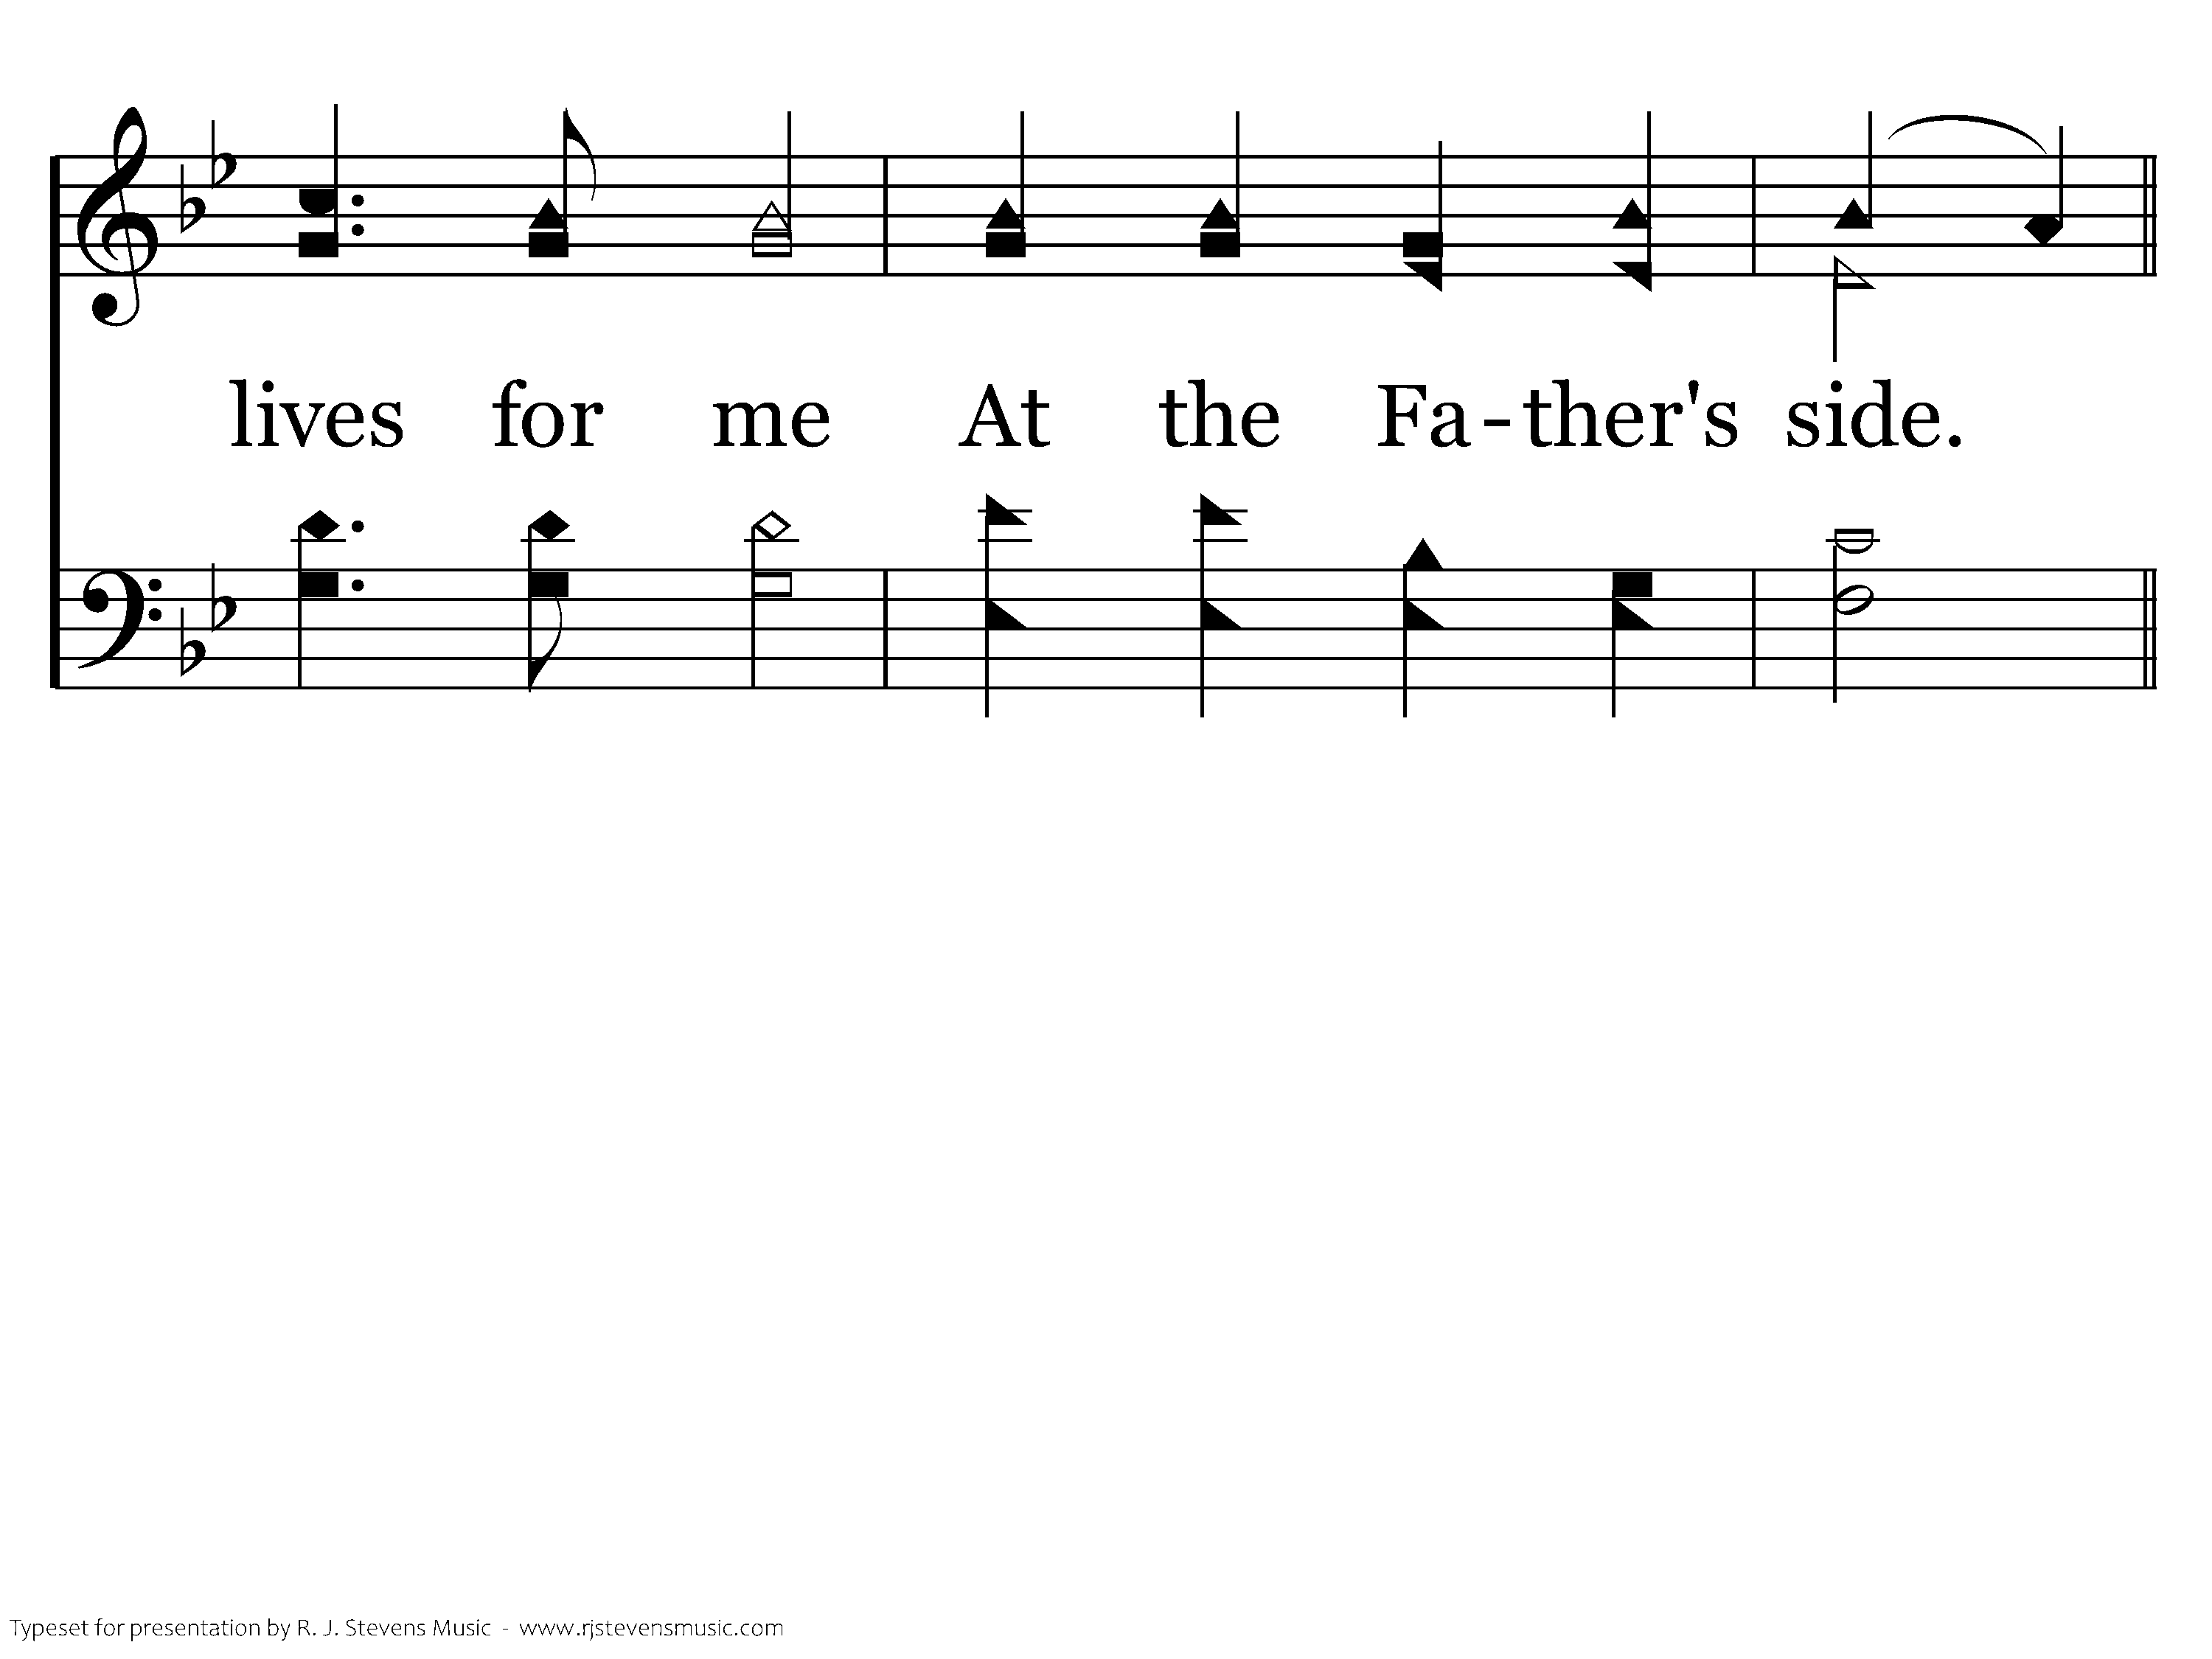 lives for me At the Fa-ther's side.
Typeset for presentation by R. J. Stevens Music - www.rjstevensmusic.com